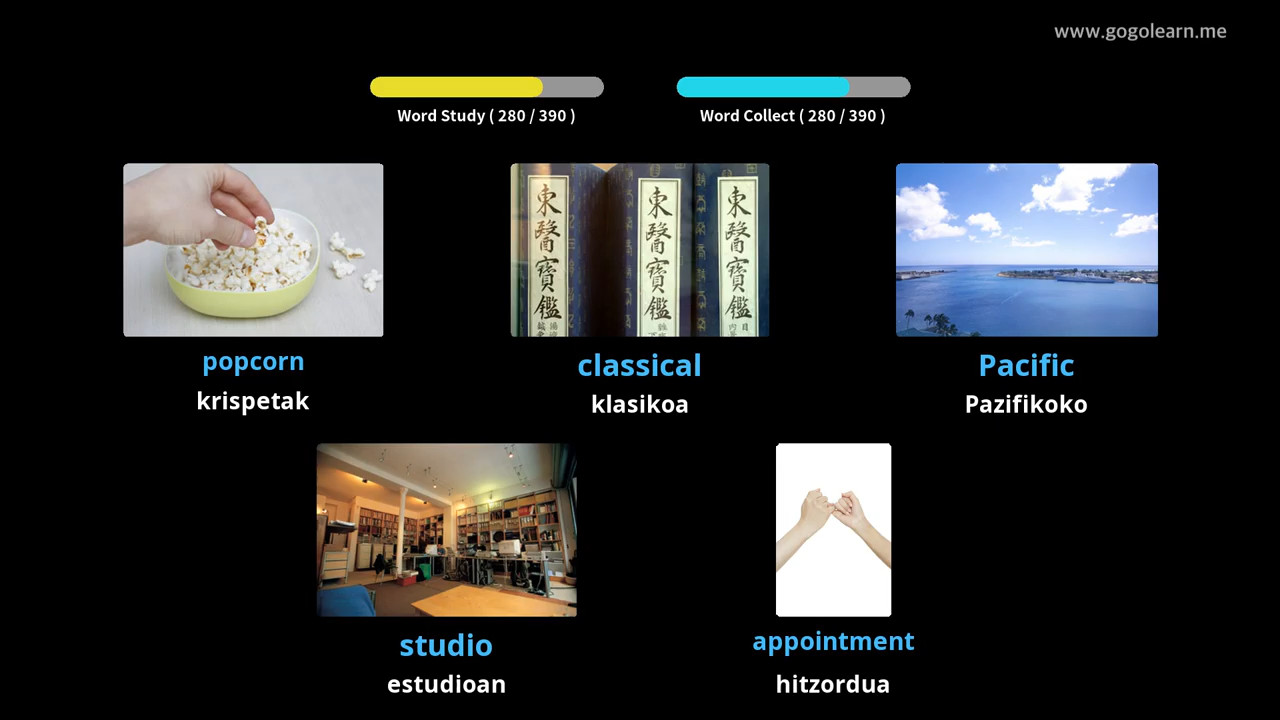 www.gogolearn.me
Word Study ( 280 / 390 )
Word Collect ( 280 / 390 )
東醫寶鑑
東醫寶鑑
東醫寶鑑
popcorn
classical
Pacific
krispetak
klasikoa
Pazifikoko
studio
appointment
estudioan
hitzordua